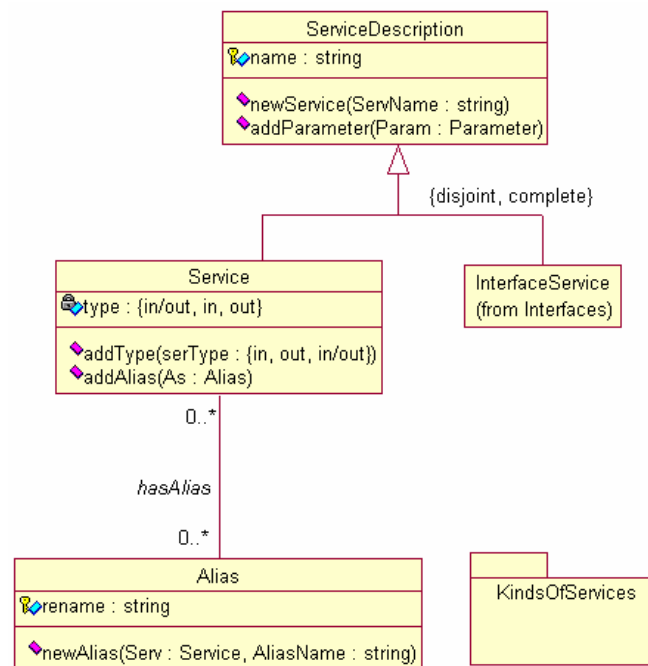 ServiceDescription
name : string
newService(ServName : string)
addParameter(Param : Parameter)
{disjoint, complete}
Service
type : {in/out, in, out}
addType(serType : {in, out, in/out})
addAlias(As : Alias)
InterfaceService
(from Interfaces)
0..*
hasAlias
0..*
Alias
rename : string
newAlias(Serv : Service, AliasName : string)
KindsOfServices